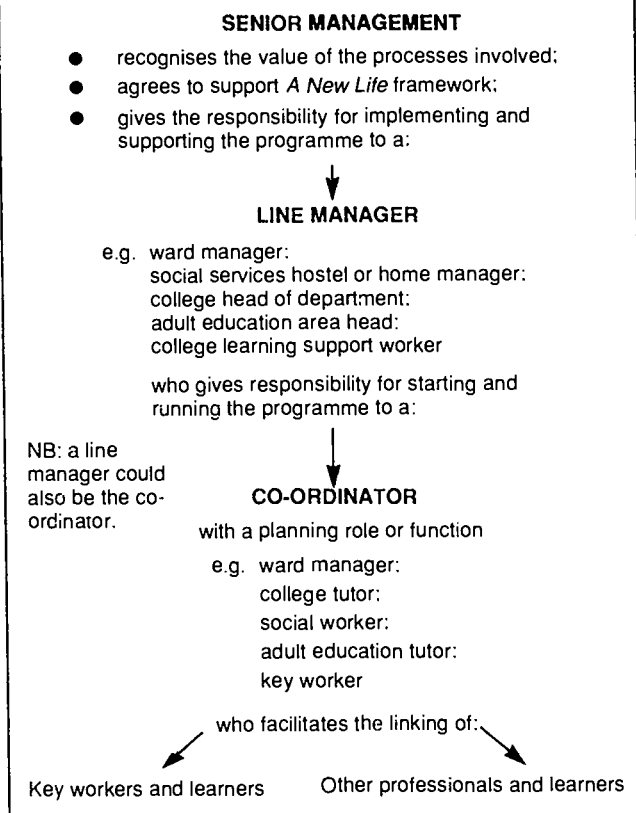 SENIOR MANAGEMENT
● recognises the value of the processes involved;
● agrees to support A New Life framework;
● gives the responsibility for implementing and
supporting the programme to a:
LINE MANAGER
e.g. ward manager:
social services hostel or home manager:
college head of department:
adult education area head:
college learning support worker
who gives responsibility for starting and
running the programme to a:
NB: a line
manager could
also be the co-
ordinator.
CO-ORDINATOR
with a planning role or function
e.g. ward manager:
college tutor:
social worker:
adult education tutor:
key worker
who facilitates the linking of:
Key workers and learners
Other professionals and learners